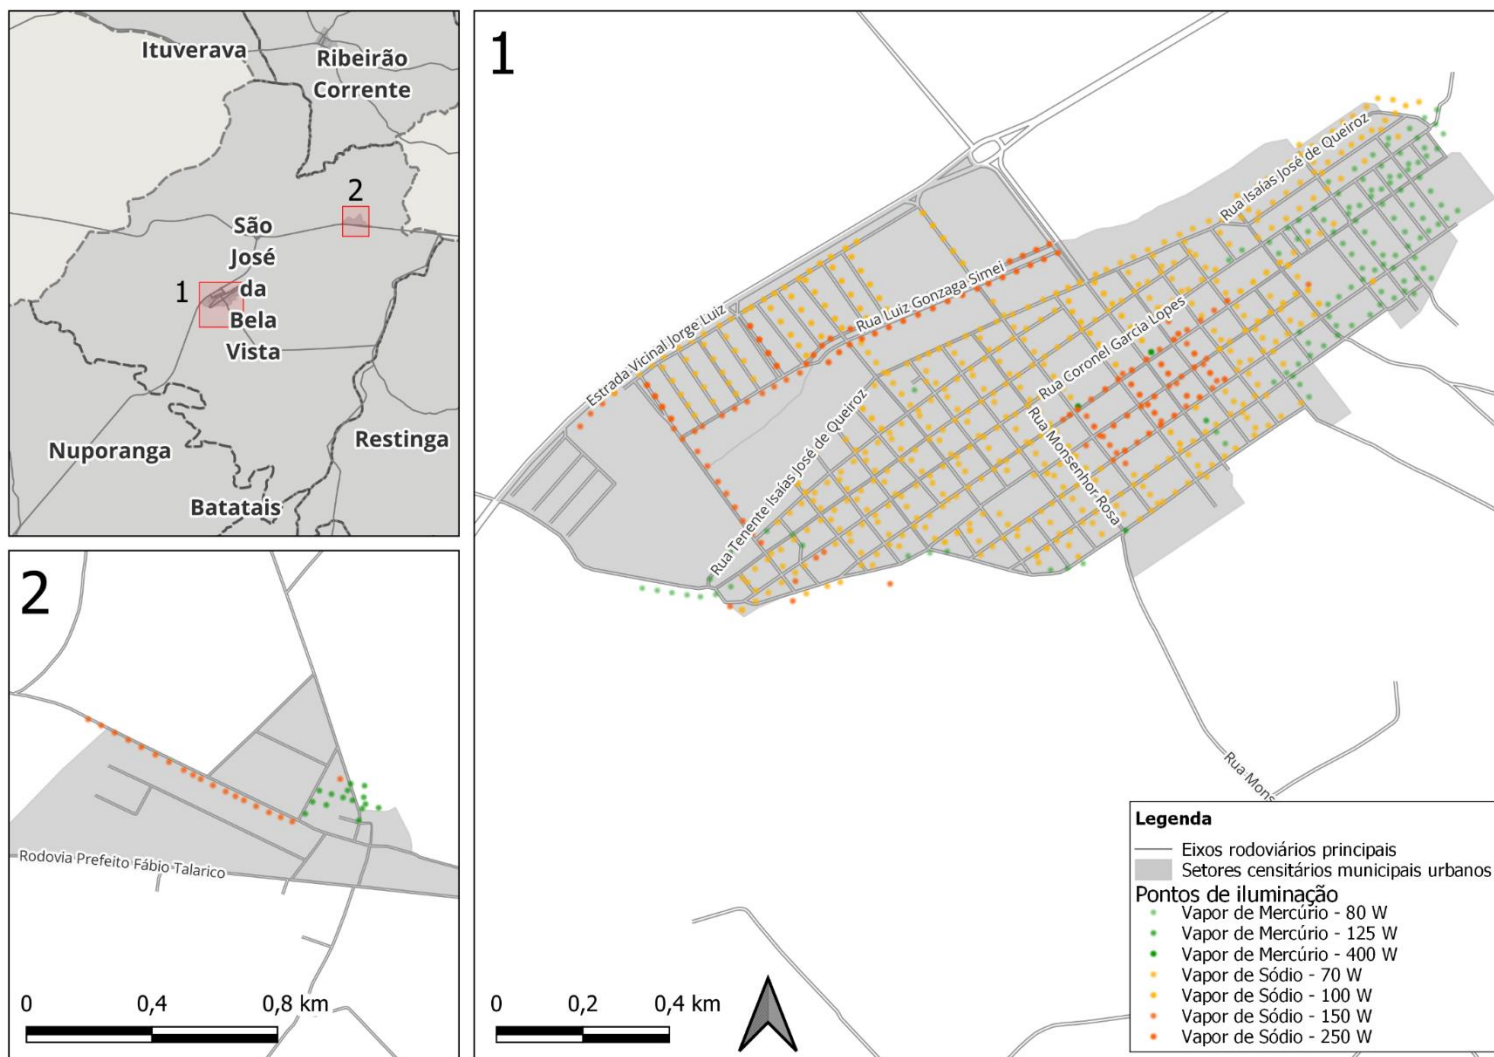 Ituverava
Ribeirão
Corrente
2
São
José
da
Bela
Vista
1
Nuporanga
Restinga
Batatais
2
Rodovia Prefeito Fábio Talarico
0 0,4 0,8 km
1
Rua Isaías José de Queiroz
Estrada Vicinal Jorge Luiz
Rua Luiz Gonzaga Simei
Rua Coronel Garcia Lopes
Rua Tenente Isaías José de Queiroz
Rua Monsenhor Rosa
Rua Mons
0 0,2 0,4 km
Legenda
Eixos rodoviários principais
Setores censitários municipais urbanos
Pontos de iluminação
Vapor de Mercúrio - 80 W
Vapor de Mercúrio - 125 W
Vapor de Mercúrio - 400 W
Vapor de Sódio - 70 W
Vapor de Sódio - 100 W
Vapor de Sódio - 150 W
Vapor de Sódio - 250 W